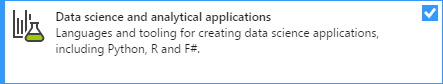 Data science and analytical applications
Languages and tooling for creating data science applications,
including Python, R and F#.